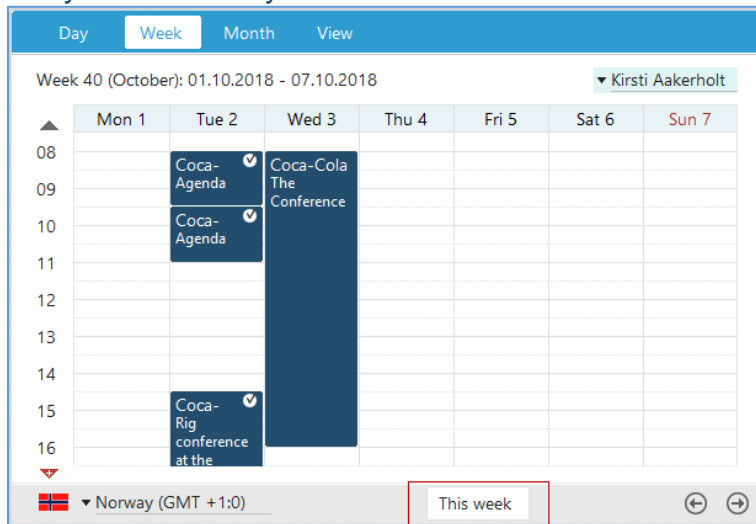 Day Week Month View
Week 40 (October): 01.10.2018 - 07.10.2018 Kirsti Aakerholt
Mon 1 Tue 2 Wed 3 Thu 4 Fri 5 Sat 6 Sun 7
08
Coca- Coca-Cola
09 Agenda The
Conference
10 Coca-
Agenda
11
12
13
14
15 Coca-
Rig
16 conference
at the
Norway (GMT +1:0) This week